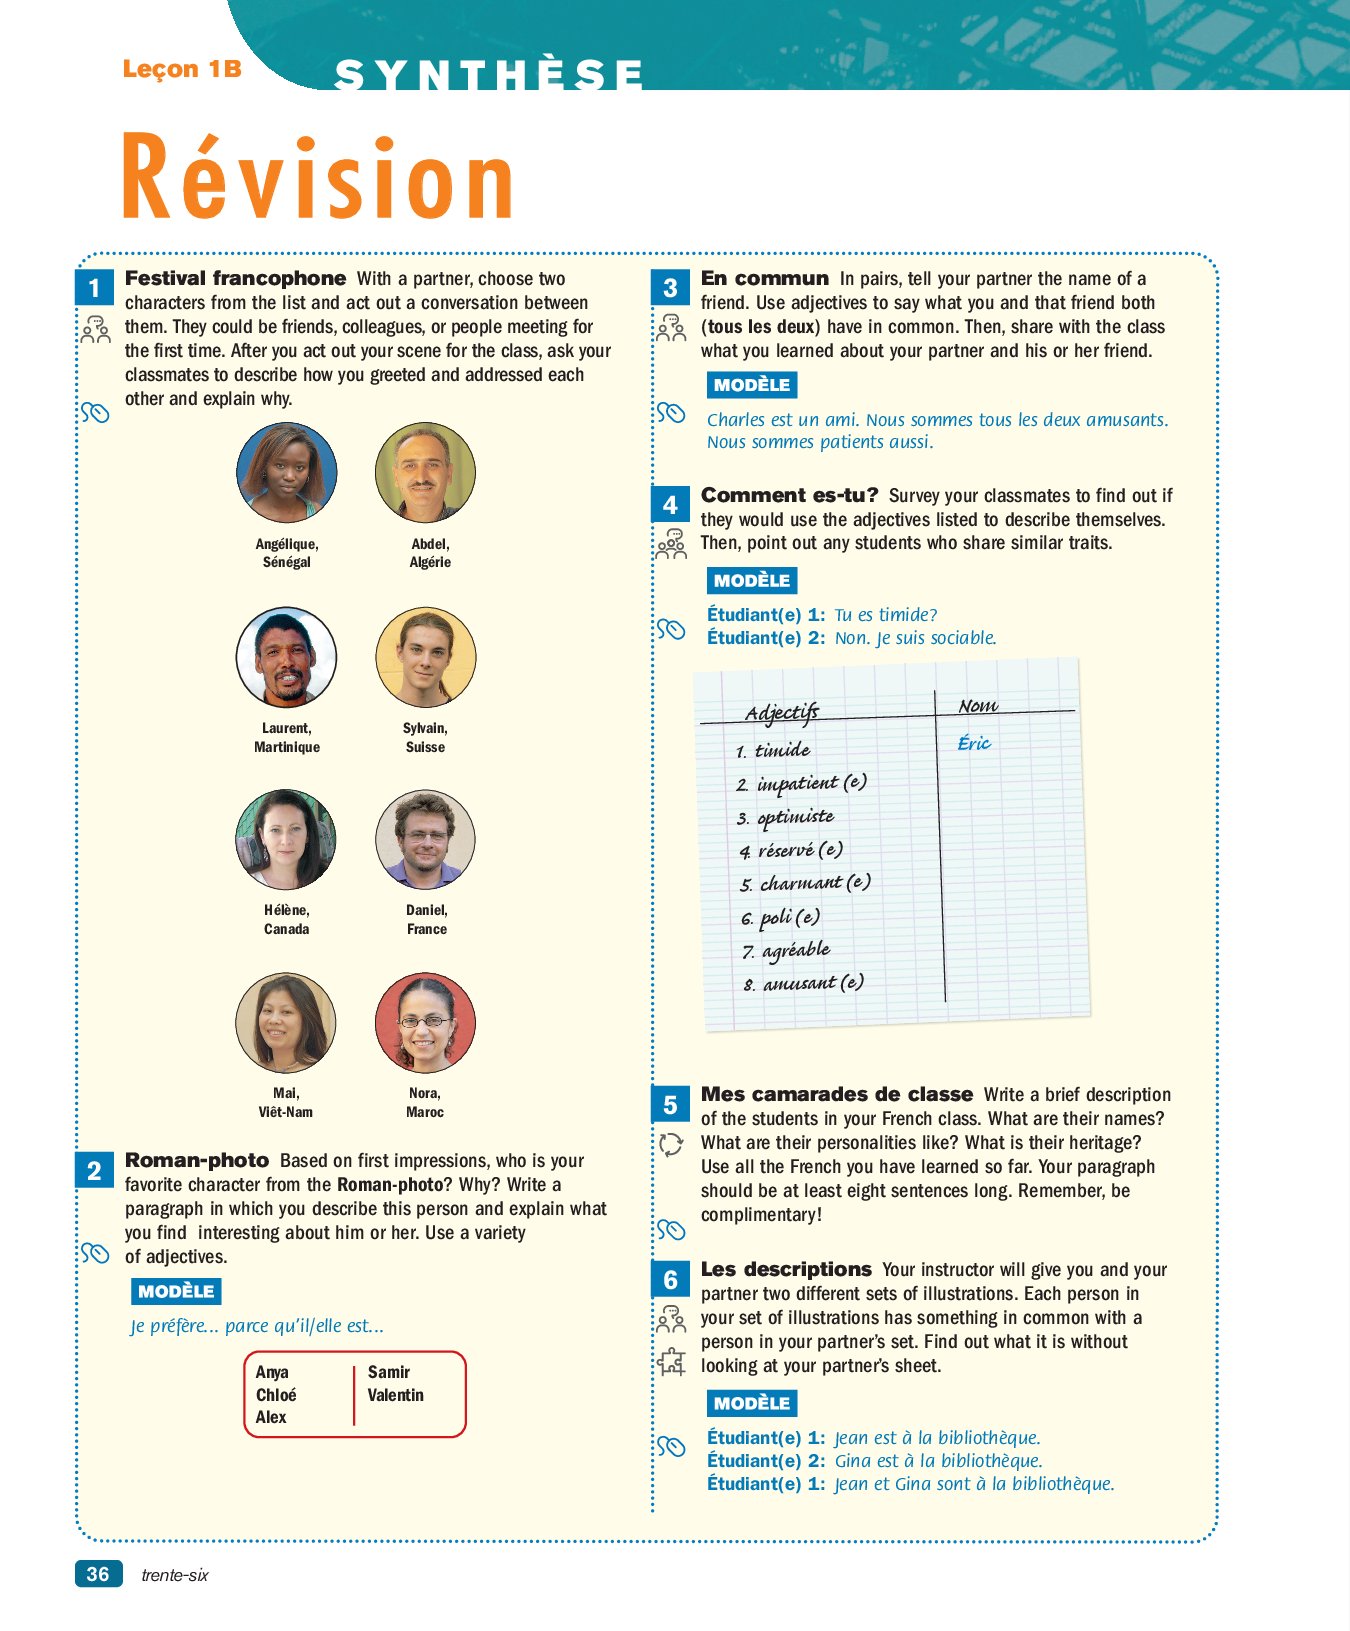 Leçon 1B
SYNTHÈSE
Révision
1
Festival francophone With a partner, choose two
characters from the list and act out a conversation between
them. They could be friends, colleagues, or people meeting for
the first time. After you act out your scene for the class, ask your
classmates to describe how you greeted and addressed each
other and explain why.
Angélique,
Sénégal
Abdel,
Algérie
Laurent,
Martinique
Sylvain,
Suisse
Hélène,
Canada
Daniel,
France
Mai,
Viêt-Nam
Nora,
Maroc
2
Roman-photo Based on first impressions, who is your
favorite character from the Roman-photo? Why? Write a
paragraph in which you describe this person and explain what
you find interesting about him or her. Use a variety
of adjectives.
MODÈLE
Je préfère... parce qu'il/elle est...
Anya
Chloé
Alex
Samir
Valentin
3
En commun In pairs, tell your partner the name of a
friend. Use adjectives to say what you and that friend both
(tous les deux) have in common. Then, share with the class
what you learned about your partner and his or her friend.
MODÈLE
Charles est un ami. Nous sommes tous les deux amusants.
Nous sommes patients aussi.
4
Comment es-tu? Survey your classmates to find out if
they would use the adjectives listed to describe themselves.
Then, point out any students who share similar traits.
MODÈLE
Étudiant(e) 1: Tu es timide?
Étudiant(e) 2: Non. Je suis sociable.
Adjectifs Nom
1. timide Éric
2. impatient (e)
3. optimiste
4. réservé (e)
5. charmant (e)
6. poli (e)
7. agréable
8. amusant (e)
5
Mes camarades de classe Write a brief description
of the students in your French class. What are their names?
What are their personalities like? What is their heritage?
Use all the French you have learned so far. Your paragraph
should be at least eight sentences long. Remember, be
complimentary!
6
Les descriptions Your instructor will give you and your
partner two different sets of illustrations. Each person in
your set of illustrations has something in common with a
person in your partner's set. Find out what it is without
looking at your partner's sheet.
MODÈLE
Étudiant(e) 1: Jean est à la bibliothèque.
Étudiant(e) 2: Gina est à la bibliothèque.
Étudiant(e) 1: Jean et Gina sont à la bibliothèque.
36 trente-six